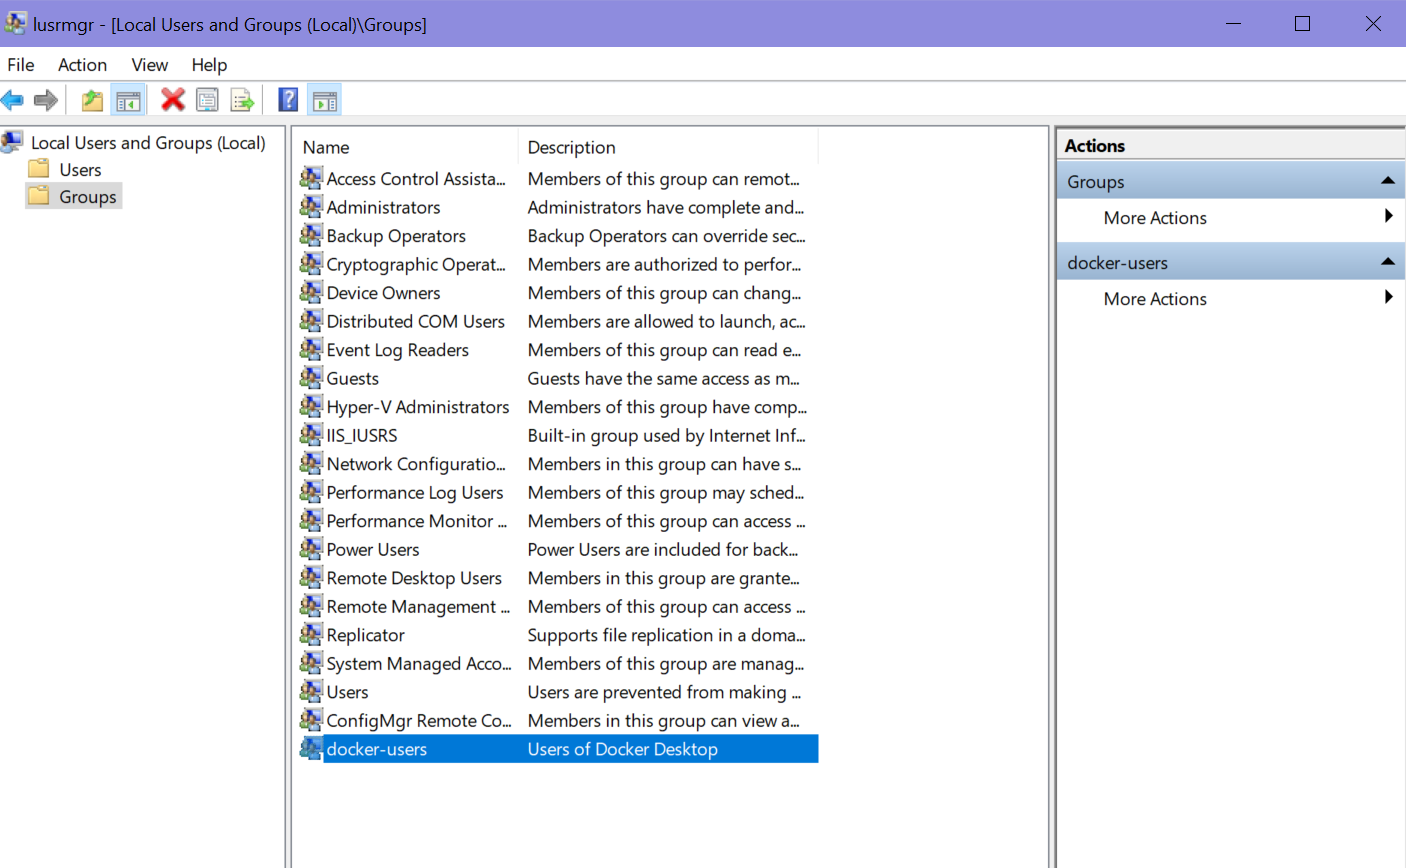 lusrmgr - [Local Users and Groups (Local)\Groups]
File Action View Help
Local Users and Groups (Local)
Users
Groups
Name Description
Access Control Assista... Members of this group can remot...
Administrators Administrators have complete and...
Backup Operators Backup Operators can override sec...
Cryptographic Operat... Members are authorized to perfor...
Device Owners Members of this group can chang...
Distributed COM Users Members are allowed to launch, ac...
Event Log Readers Members of this group can read e...
Guests Guests have the same access as m...
Hyper-V Administrators Members of this group have comp...
IIS_IUSRS Built-in group used by Internet Inf...
Network Configuratio... Members in this group can have s...
Performance Log Users Members of this group may sched...
Performance Monitor ... Members of this group can access ...
Power Users Power Users are included for back...
Remote Desktop Users Members in this group are grante...
Remote Management ... Members of this group can access ...
Replicator Supports file replication in a doma...
System Managed Acco... Members of this group are manag...
Users Users are prevented from making ...
ConfigMgr Remote Co... Members in this group can view a...
docker-users Users of Docker Desktop
Actions
Groups
More Actions
docker-users
More Actions